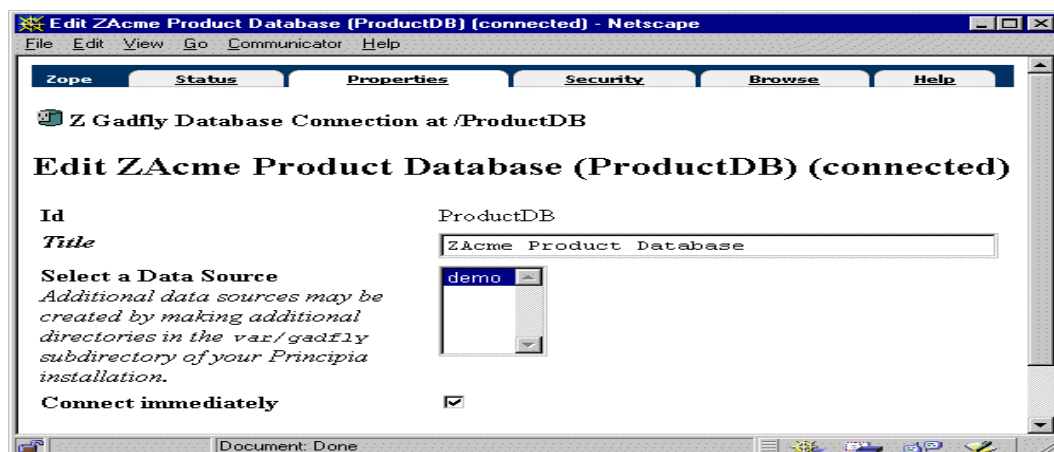 Edit ZAcme Product Database (ProductDB) (connected) - Netscape
File Edit View Go Communicator Help
Zope Status Properties Security Browse Help
Z Gadfly Database Connection at /ProductDB
Edit ZAcme Product Database (ProductDB) (connected)
Id ProductDB
Title ZAcme Product Database
Select a Data Source demo
Additional data sources may be
created by making additional
directories in the var/gadfly
subdirectory of your Principia
installation.
Connect immediately
Document: Done